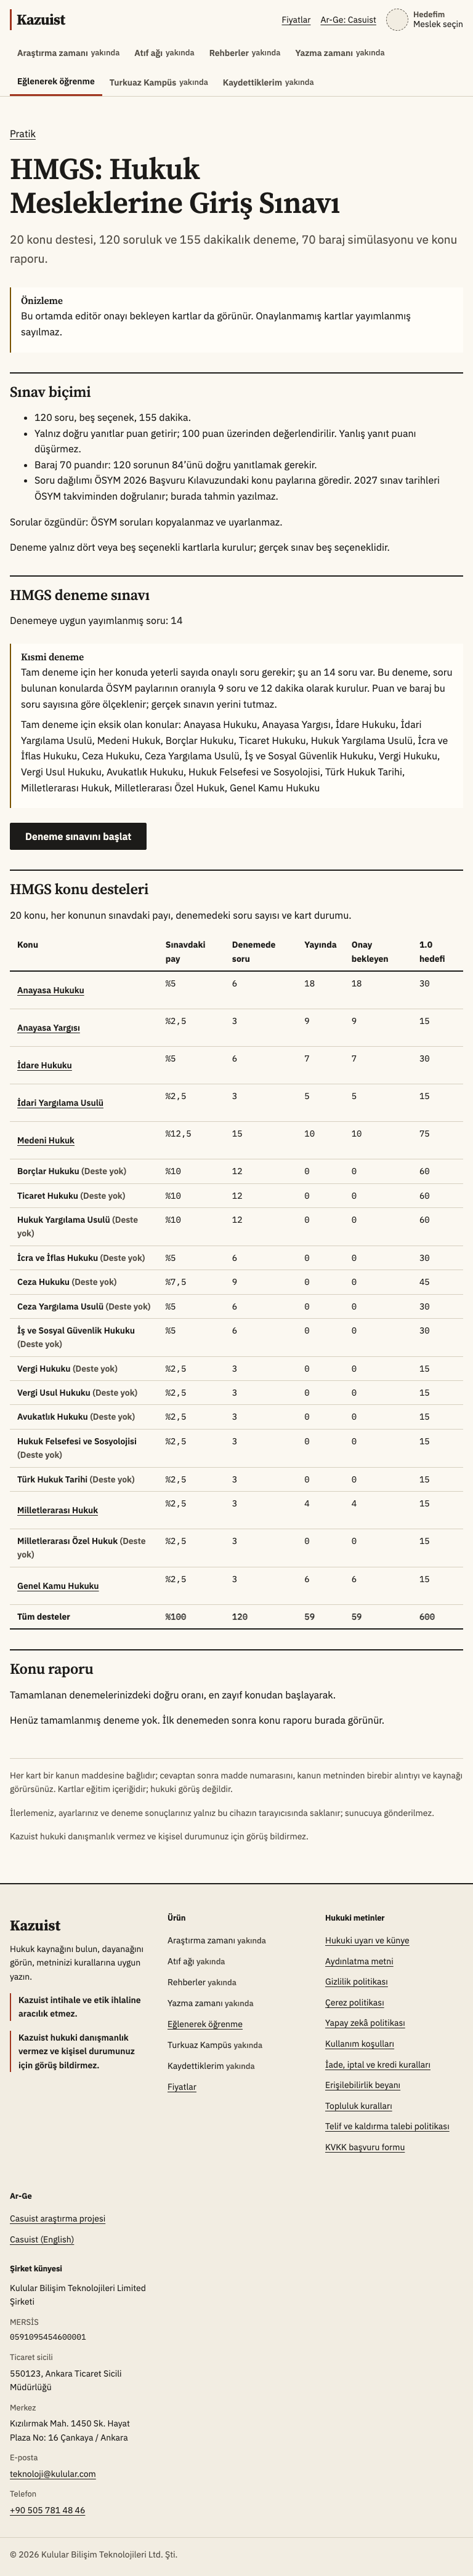 Kazuist
Fiyatlar
Ar-Ge: Casuist
Hedefim
Meslek seçin
Araştırma zamanı yakında
Atıf ağı yakında
Rehberler yakında
Yazma zamanı yakında
Eğlenerek öğrenme
Turkuaz Kampüs yakında
Kaydettiklerim yakında
Pratik
HMGS: Hukuk
Mesleklerine Giriş Sınavı
20 konu destesi, 120 soruluk ve 155 dakikalık deneme, 70 baraj simülasyonu ve konu
raporu.
Önizleme
Bu ortamda editör onayı bekleyen kartlar da görünür. Onaylanmamış kartlar yayımlanmış
sayılmaz.
Sınav biçimi
• 120 soru, beş seçenek, 155 dakika.
• Yalnız doğru yanıtlar puan getirir; 100 puan üzerinden değerlendirilir. Yanlış yanıt puanı
düşürmez.
• Baraj 70 puandır: 120 sorunun 84’ünü doğru yanıtlamak gerekir.
• Soru dağılımı ÖSYM 2026 Başvuru Kılavuzundaki konu paylarına göredir. 2027 sınav tarihleri
ÖSYM takviminden doğrulanır; burada tahmin yazılmaz.
Sorular özgündür: ÖSYM soruları kopyalanmaz ve uyarlanmaz.
Deneme yalnız dört veya beş seçenekli kartlarla kurulur; gerçek sınav beş seçeneklidir.
HMGS deneme sınavı
Denemeye uygun yayımlanmış soru: 14
Kısmi deneme
Tam deneme için her konuda yeterli sayıda onaylı soru gerekir; şu an 14 soru var. Bu deneme, soru
bulunan konularda ÖSYM paylarının oranıyla 9 soru ve 12 dakika olarak kurulur. Puan ve baraj bu
soru sayısına göre ölçeklenir; gerçek sınavın yerini tutmaz.
Tam deneme için eksik olan konular: Anayasa Hukuku, Anayasa Yargısı, İdare Hukuku, İdari
Yargılama Usulü, Medeni Hukuk, Borçlar Hukuku, Ticaret Hukuku, Hukuk Yargılama Usulü, İcra ve
İflas Hukuku, Ceza Hukuku, Ceza Yargılama Usulü, İş ve Sosyal Güvenlik Hukuku, Vergi Hukuku,
Vergi Usul Hukuku, Avukatlık Hukuku, Hukuk Felsefesi ve Sosyolojisi, Türk Hukuk Tarihi,
Milletlerarası Hukuk, Milletlerarası Özel Hukuk, Genel Kamu Hukuku
Deneme sınavını başlat
HMGS konu desteleri
20 konu, her konunun sınavdaki payı, denemedeki soru sayısı ve kart durumu.
Konu Sınavdaki pay Denemede soru Yayında Onay bekleyen 1.0 hedefi
Anayasa Hukuku %5 6 18 18 30
Anayasa Yargısı %2,5 3 9 9 15
İdare Hukuku %5 6 7 7 30
İdari Yargılama Usulü %2,5 3 5 5 15
Medeni Hukuk %12,5 15 10 10 75
Borçlar Hukuku (Deste yok) %10 12 0 0 60
Ticaret Hukuku (Deste yok) %10 12 0 0 60
Hukuk Yargılama Usulü (Deste yok) %10 12 0 0 60
İcra ve İflas Hukuku (Deste yok) %5 6 0 0 30
Ceza Hukuku (Deste yok) %7,5 9 0 0 45
Ceza Yargılama Usulü (Deste yok) %5 6 0 0 30
İş ve Sosyal Güvenlik Hukuku (Deste yok) %5 6 0 0 30
Vergi Hukuku (Deste yok) %2,5 3 0 0 15
Vergi Usul Hukuku (Deste yok) %2,5 3 0 0 15
Avukatlık Hukuku (Deste yok) %2,5 3 0 0 15
Hukuk Felsefesi ve Sosyolojisi (Deste yok) %2,5 3 0 0 15
Türk Hukuk Tarihi (Deste yok) %2,5 3 0 0 15
Milletlerarası Hukuk %2,5 3 4 4 15
Milletlerarası Özel Hukuk (Deste yok) %2,5 3 0 0 15
Genel Kamu Hukuku %2,5 3 6 6 15
Tüm desteler %100 120 59 59 600
Konu raporu
Tamamlanan denemelerinizdeki doğru oranı, en zayıf konudan başlayarak.
Henüz tamamlanmış deneme yok. İlk denemeden sonra konu raporu burada görünür.
Her kart bir kanun maddesine bağlıdır; cevaptan sonra madde numarasını, kanun metninden birebir alıntıyı ve kaynağı
görürsünüz. Kartlar eğitim içeriğidir; hukuki görüş değildir.
İlerlemeniz, ayarlarınız ve deneme sonuçlarınız yalnız bu cihazın tarayıcısında saklanır; sunucuya gönderilmez.
Kazuist hukuki danışmanlık vermez ve kişisel durumunuz için görüş bildirmez.
Kazuist
Hukuk kaynağını bulun, dayanağını
görün, metninizi kurallarına uygun
yazın.
Kazuist intihale ve etik ihlaline
aracılık etmez.
Kazuist hukuki danışmanlık
vermez ve kişisel durumunuz
için görüş bildirmez.
Ürün
Araştırma zamanı yakında
Atıf ağı yakında
Rehberler yakında
Yazma zamanı yakında
Eğlenerek öğrenme
Turkuaz Kampüs yakında
Kaydettiklerim yakında
Fiyatlar
Hukuki metinler
Hukuki uyarı ve künye
Aydınlatma metni
Gizlilik politikası
Çerez politikası
Yapay zekâ politikası
Kullanım koşulları
İade, iptal ve kredi kuralları
Erişilebilirlik beyanı
Topluluk kuralları
Telif ve kaldırma talebi politikası
KVKK başvuru formu
Ar-Ge
Casuist araştırma projesi
Casuist (English)
Şirket künyesi
Kulular Bilişim Teknolojileri Limited
Şirketi
MERSİS
0591095454600001
Ticaret sicili
550123, Ankara Ticaret Sicili
Müdürlüğü
Merkez
Kızılırmak Mah. 1450 Sk. Hayat
Plaza No: 16 Çankaya / Ankara
E-posta
teknoloji@kulular.com
Telefon
+90 505 781 48 46
© 2026 Kulular Bilişim Teknolojileri Ltd. Şti.